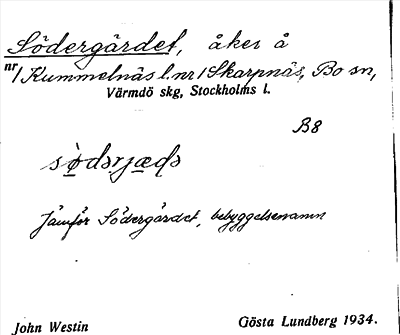 Södergärdet, åker å
nr 1 Kummelnäs l. nr 1 Skarpnäs, Bo sn,
Värmdö skg, Stockholms l.
B8
Jämför Södergärdet, bebyggelsenamn
John Westin Gösta Lundberg 1934.